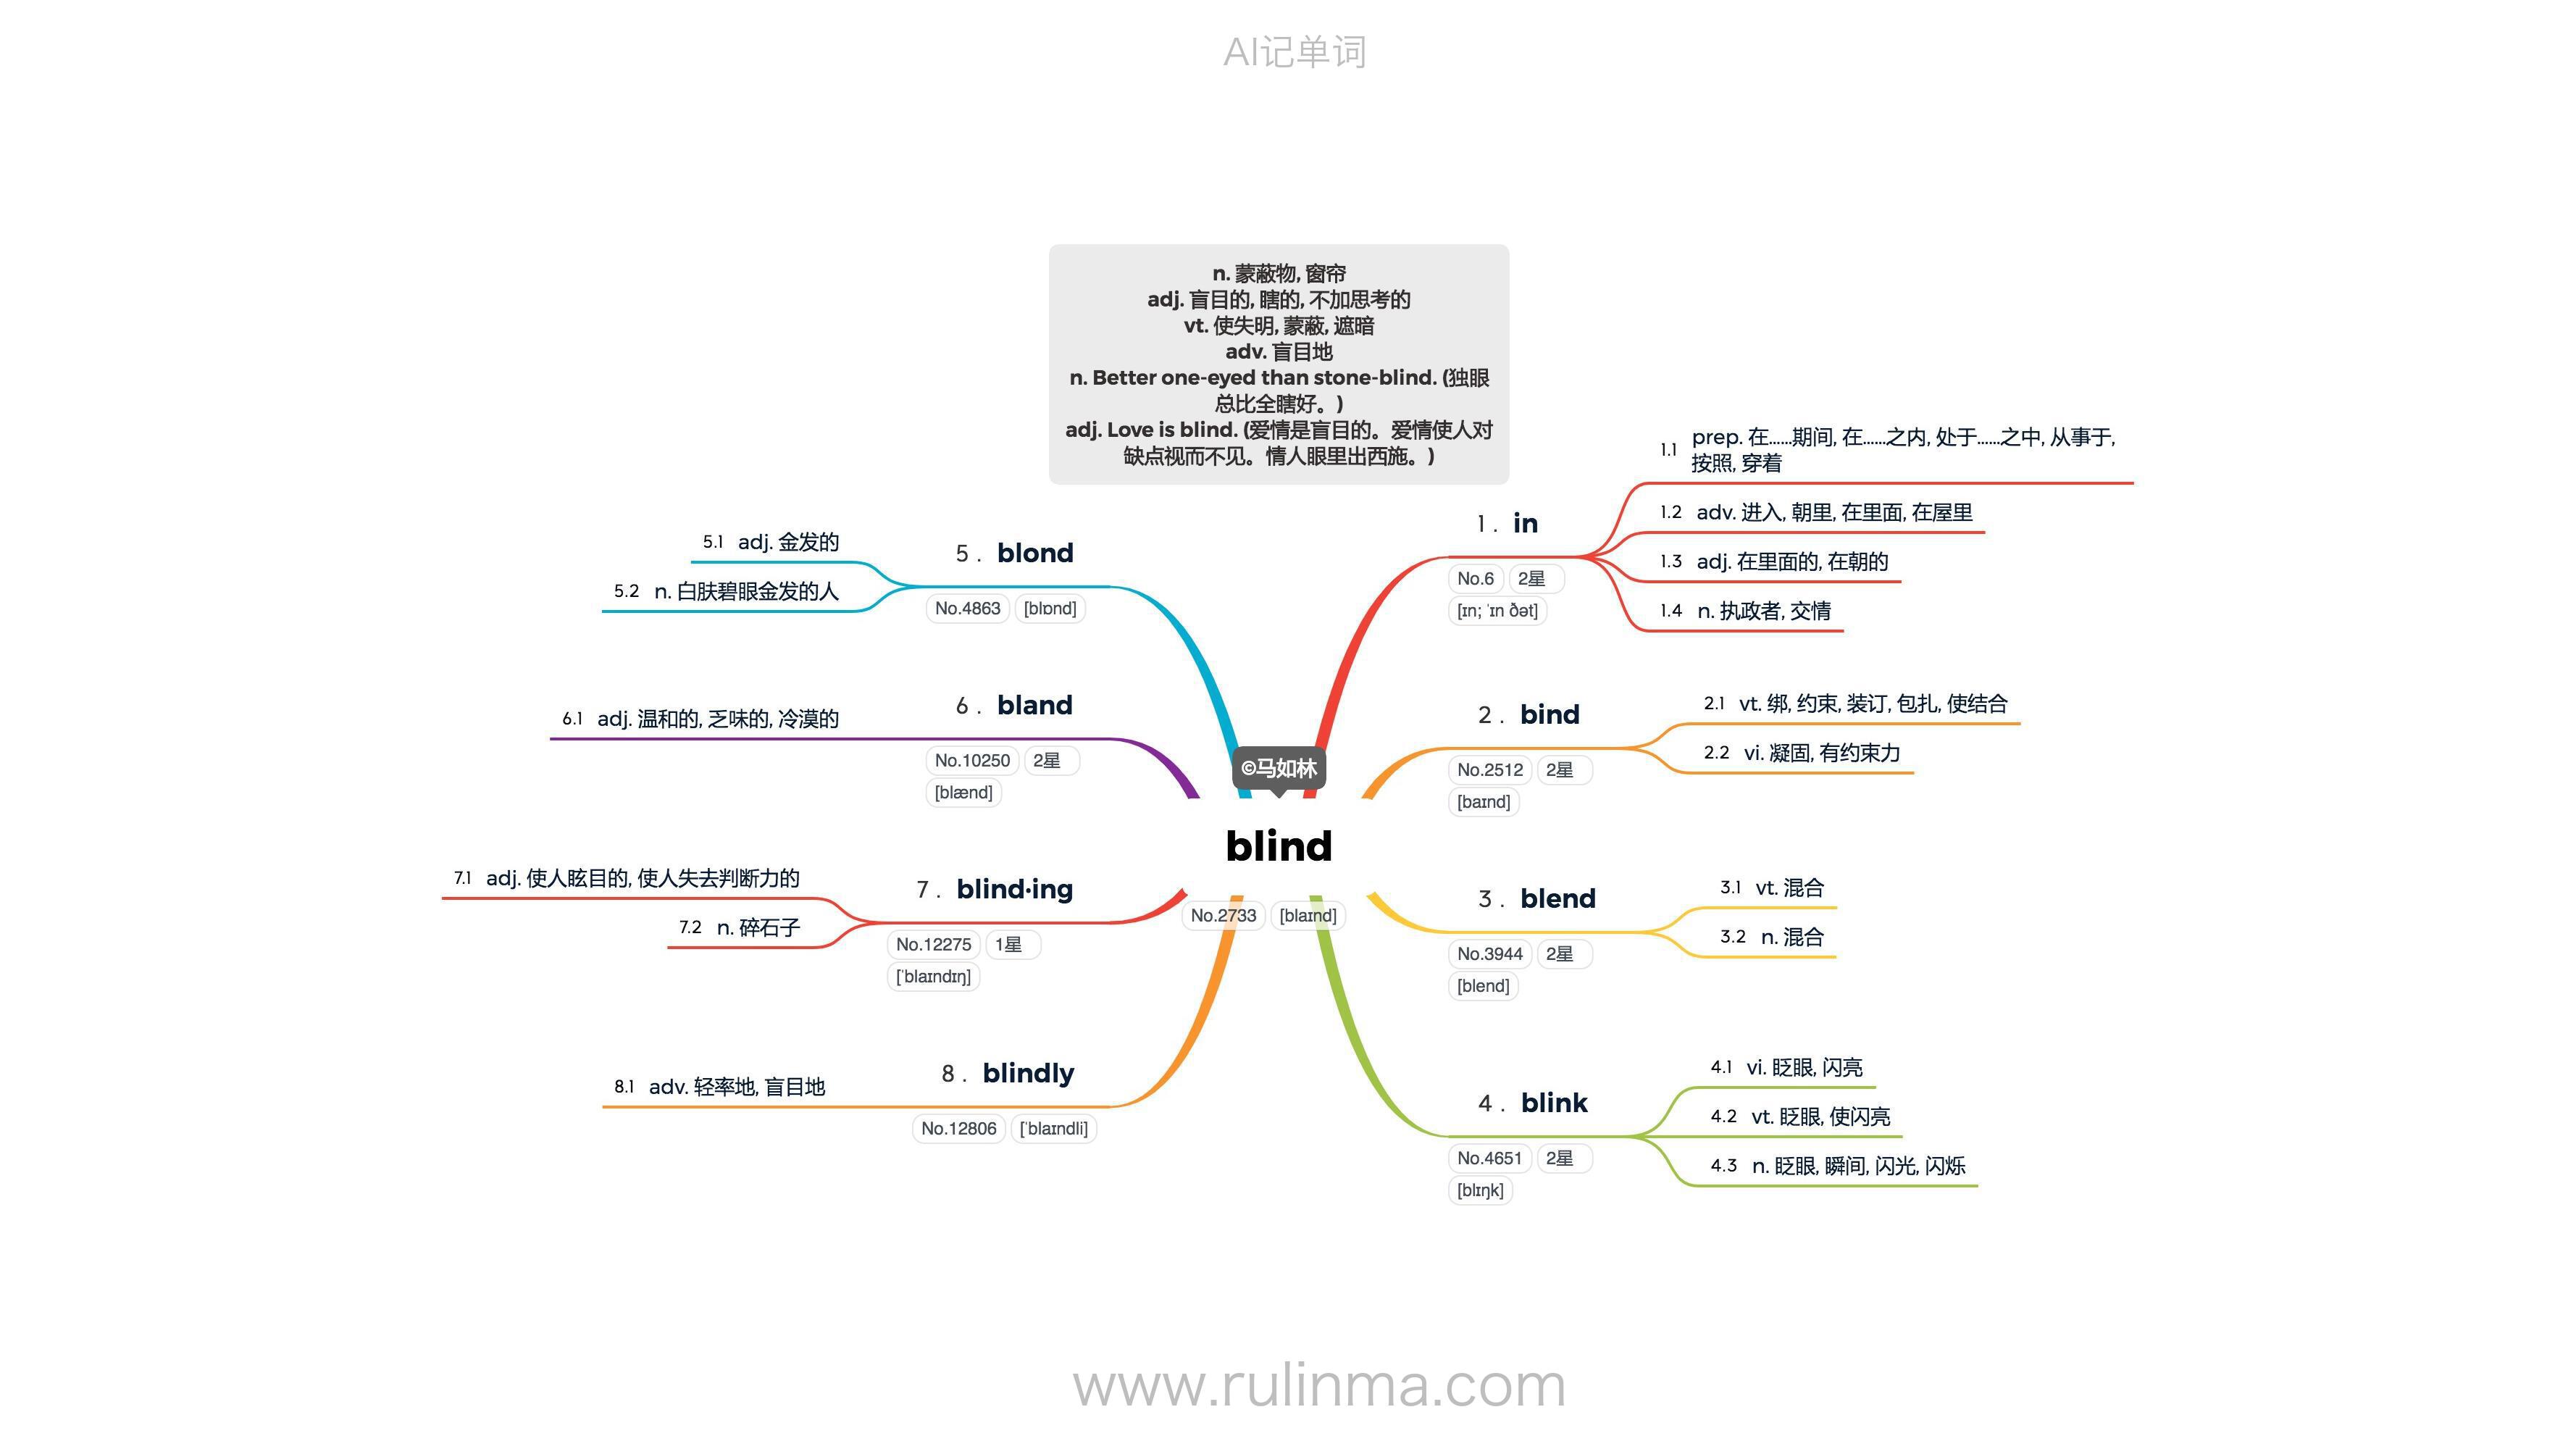 AI记单词
n. 蒙蔽物, 窗帘
adj. 盲目的, 瞎的, 不加思考的
vt. 使失明, 蒙蔽, 遮暗
adv. 盲目地
n. Better one-eyed than stone-blind. (独眼
总比全瞎好。)
adj. Love is blind. (爱情是盲目的。爱情使人对
缺点视而不见。情人眼里出西施。)
©马如林
blind
No.2733 [blaɪnd]
1 . in
No.6 2星
[ɪn; ˈɪn ðət]
1.1 prep. 在……期间, 在……之内, 处于……之中, 从事于,
按照, 穿着
1.2 adv. 进入, 朝里, 在里面, 在屋里
1.3 adj. 在里面的, 在朝的
1.4 n. 执政者, 交情
2 . bind
No.2512 2星
[baɪnd]
2.1 vt. 绑, 约束, 装订, 包扎, 使结合
2.2 vi. 凝固, 有约束力
3 . blend
No.3944 2星
[blend]
3.1 vt. 混合
3.2 n. 混合
4 . blink
No.4651 2星
[blɪŋk]
4.1 vi. 眨眼, 闪亮
4.2 vt. 眨眼, 使闪亮
4.3 n. 眨眼, 瞬间, 闪光, 闪烁
5 . blond
No.4863 [blɒnd]
5.1 adj. 金发的
5.2 n. 白肤碧眼金发的人
6 . bland
No.10250 2星
[blænd]
6.1 adj. 温和的, 乏味的, 冷漠的
7 . blind·ing
No.12275 1星
[ˈblaɪndɪŋ]
7.1 adj. 使人眩目的, 使人失去判断力的
7.2 n. 碎石子
8 . blindly
No.12806 [ˈblaɪndli]
8.1 adv. 轻率地, 盲目地
www.rulinma.com